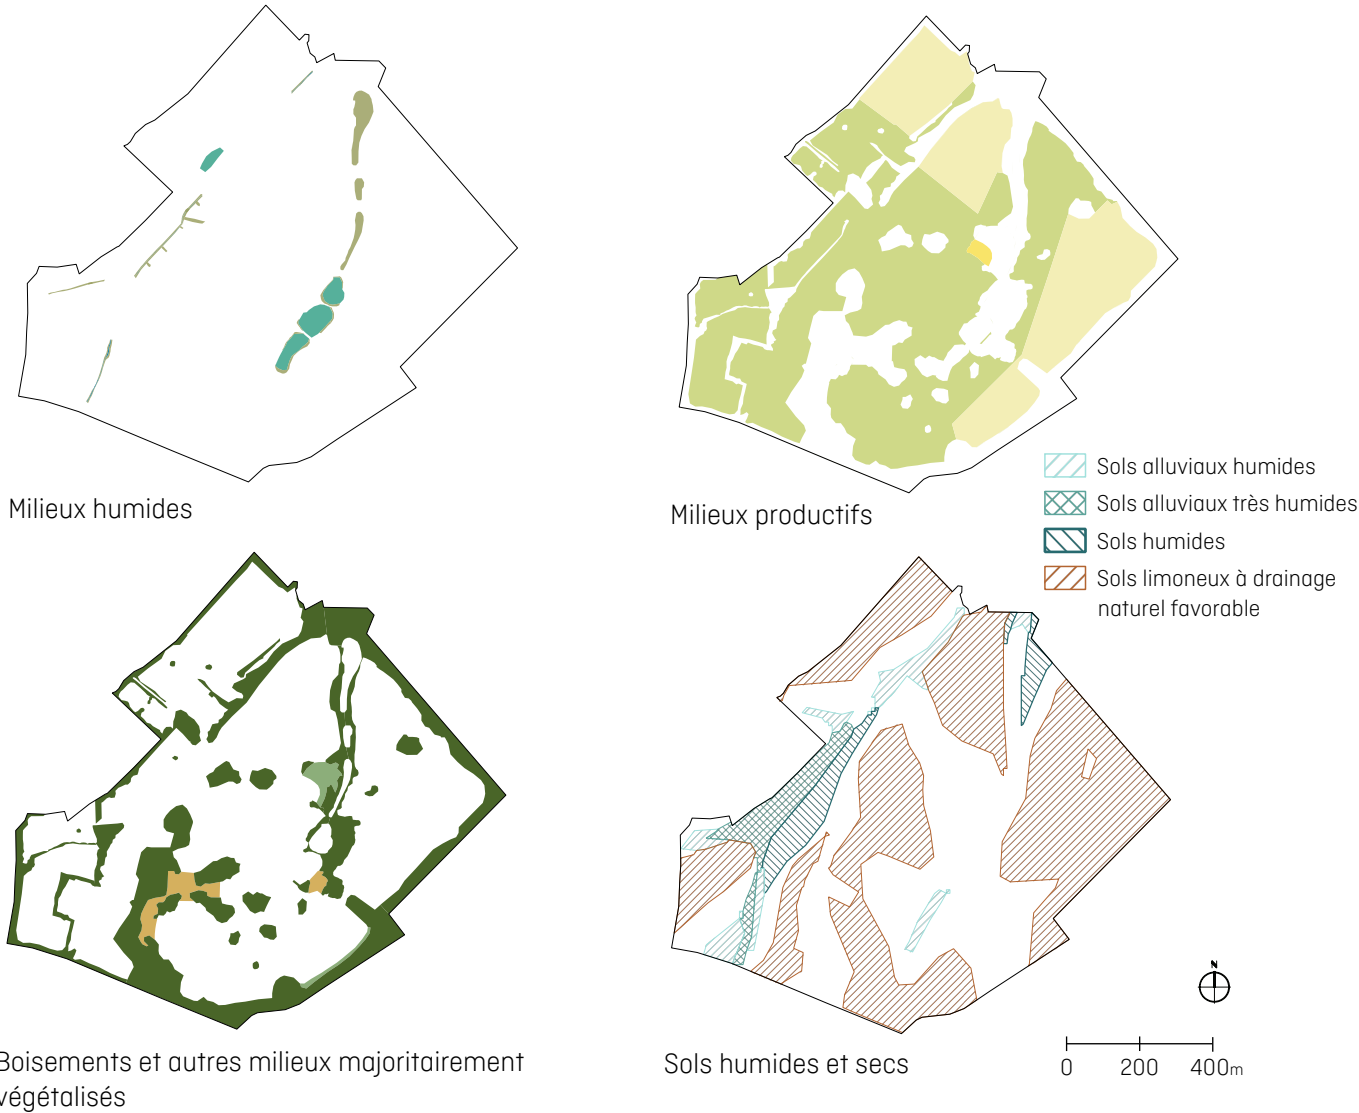 Milieux humides
Milieux productifs
Sols alluviaux humides
Sols alluviaux très humides
Sols humides
Sols limoneux à drainage
naturel favorable
Boisements et autres milieux majoritairement
végétalisés
Sols humides et secs
N
0 200 400m